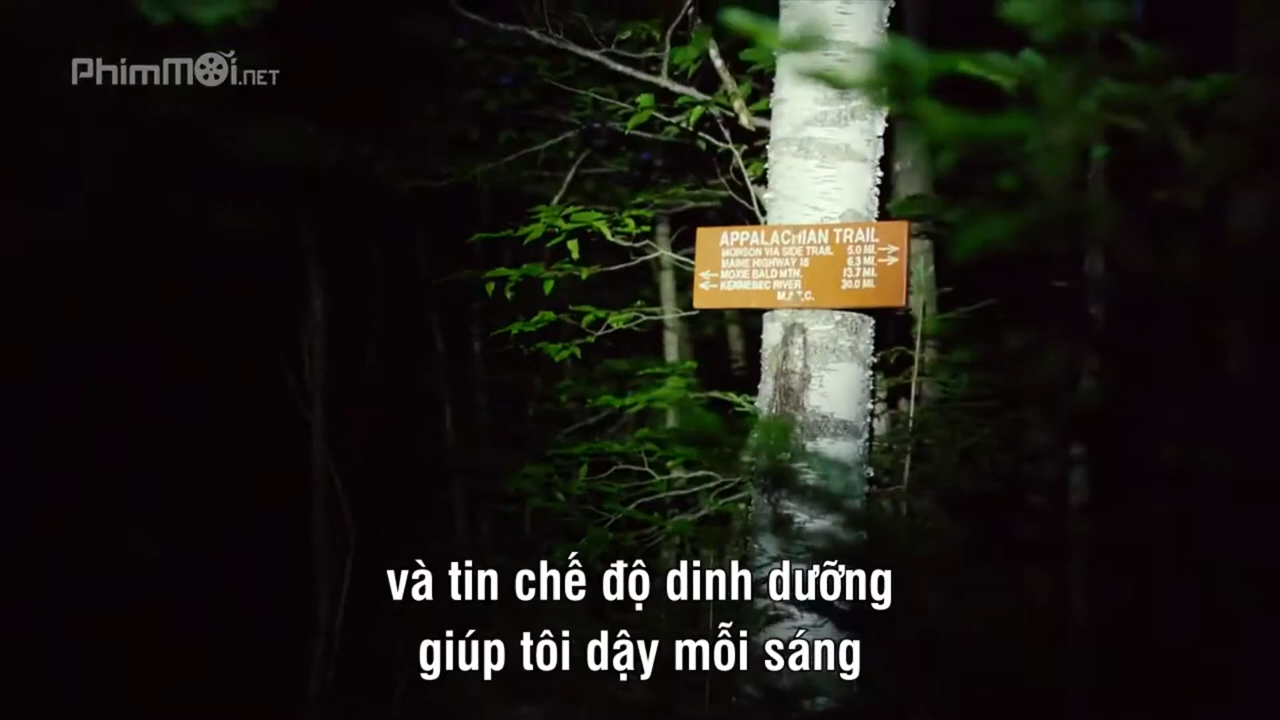 PhimMới.NET
APPALACHIAN TRAIL
MONSON VIA SIDE TRAIL 5.0 MI. →
MAINE HIGHWAY 15 6.3 MI. →
← MOXIE BALD MTN. 13.7 MI.
← KENNEBEC RIVER 30.0 MI.
M.A.T.C.
và tin chế độ dinh dưỡng
giúp tôi dậy mỗi sáng